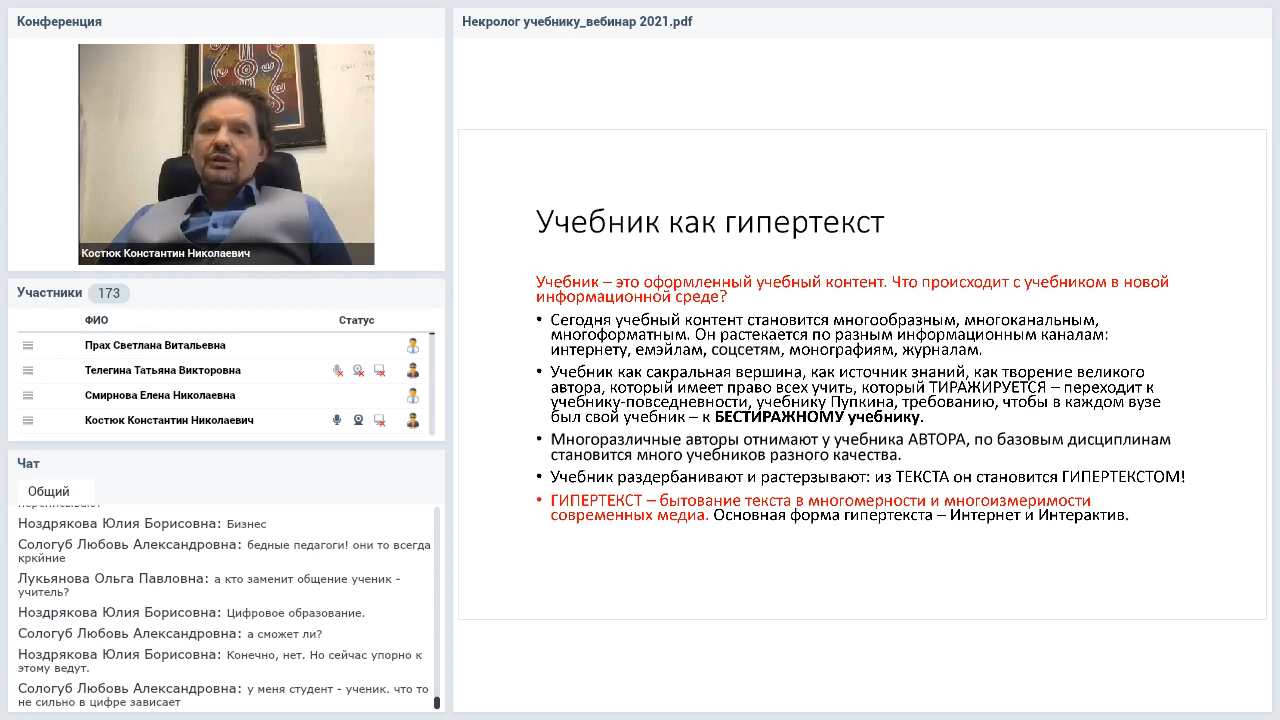 Конференция
Костюк Константин Николаевич
Участники 173
ФИО Статус
Прах Светлана Витальевна
Телегина Татьяна Викторовна
Смирнова Елена Николаевна
Костюк Константин Николаевич
Чат
Общий
Ноздрякова Юлия Борисовна: Бизнес
Сологуб Любовь Александровна: бедные педагоги! они то всегда
кркйние
Лукьянова Ольга Павловна: а кто заменит общение ученик -
учитель?
Ноздрякова Юлия Борисовна: Цифровое образование.
Сологуб Любовь Александровна: а сможет ли?
Ноздрякова Юлия Борисовна: Конечно, нет. Но сейчас упорно к
этому ведут.
Сологуб Любовь Александровна: у меня студент - ученик. что то
не сильно в цифре зависает
Некролог учебнику_вебинар 2021.pdf
Учебник как гипертекст
Учебник – это оформленный учебный контент. Что происходит с учебником в новой
информационной среде?
• Сегодня учебный контент становится многообразным, многоканальным,
многоформатным. Он растекается по разным информационным каналам:
интернету, емэйлам, соцсетям, монографиям, журналам.
• Учебник как сакральная вершина, как источник знаний, как творение великого
автора, который имеет право всех учить, который ТИРАЖИРУЕТСЯ – переходит к
учебнику-повседневности, учебнику Пупкина, требованию, чтобы в каждом вузе
был свой учебник – к БЕСТИРАЖНОМУ учебнику.
• Многоразличные авторы отнимают у учебника АВТОРА, по базовым дисциплинам
становится много учебников разного качества.
• Учебник раздербанивают и растерзывают: из ТЕКСТА он становится ГИПЕРТЕКСТОМ!
• ГИПЕРТЕКСТ – бытование текста в многомерности и многоизмеримости
современных медиа. Основная форма гипертекста – Интернет и Интерактив.